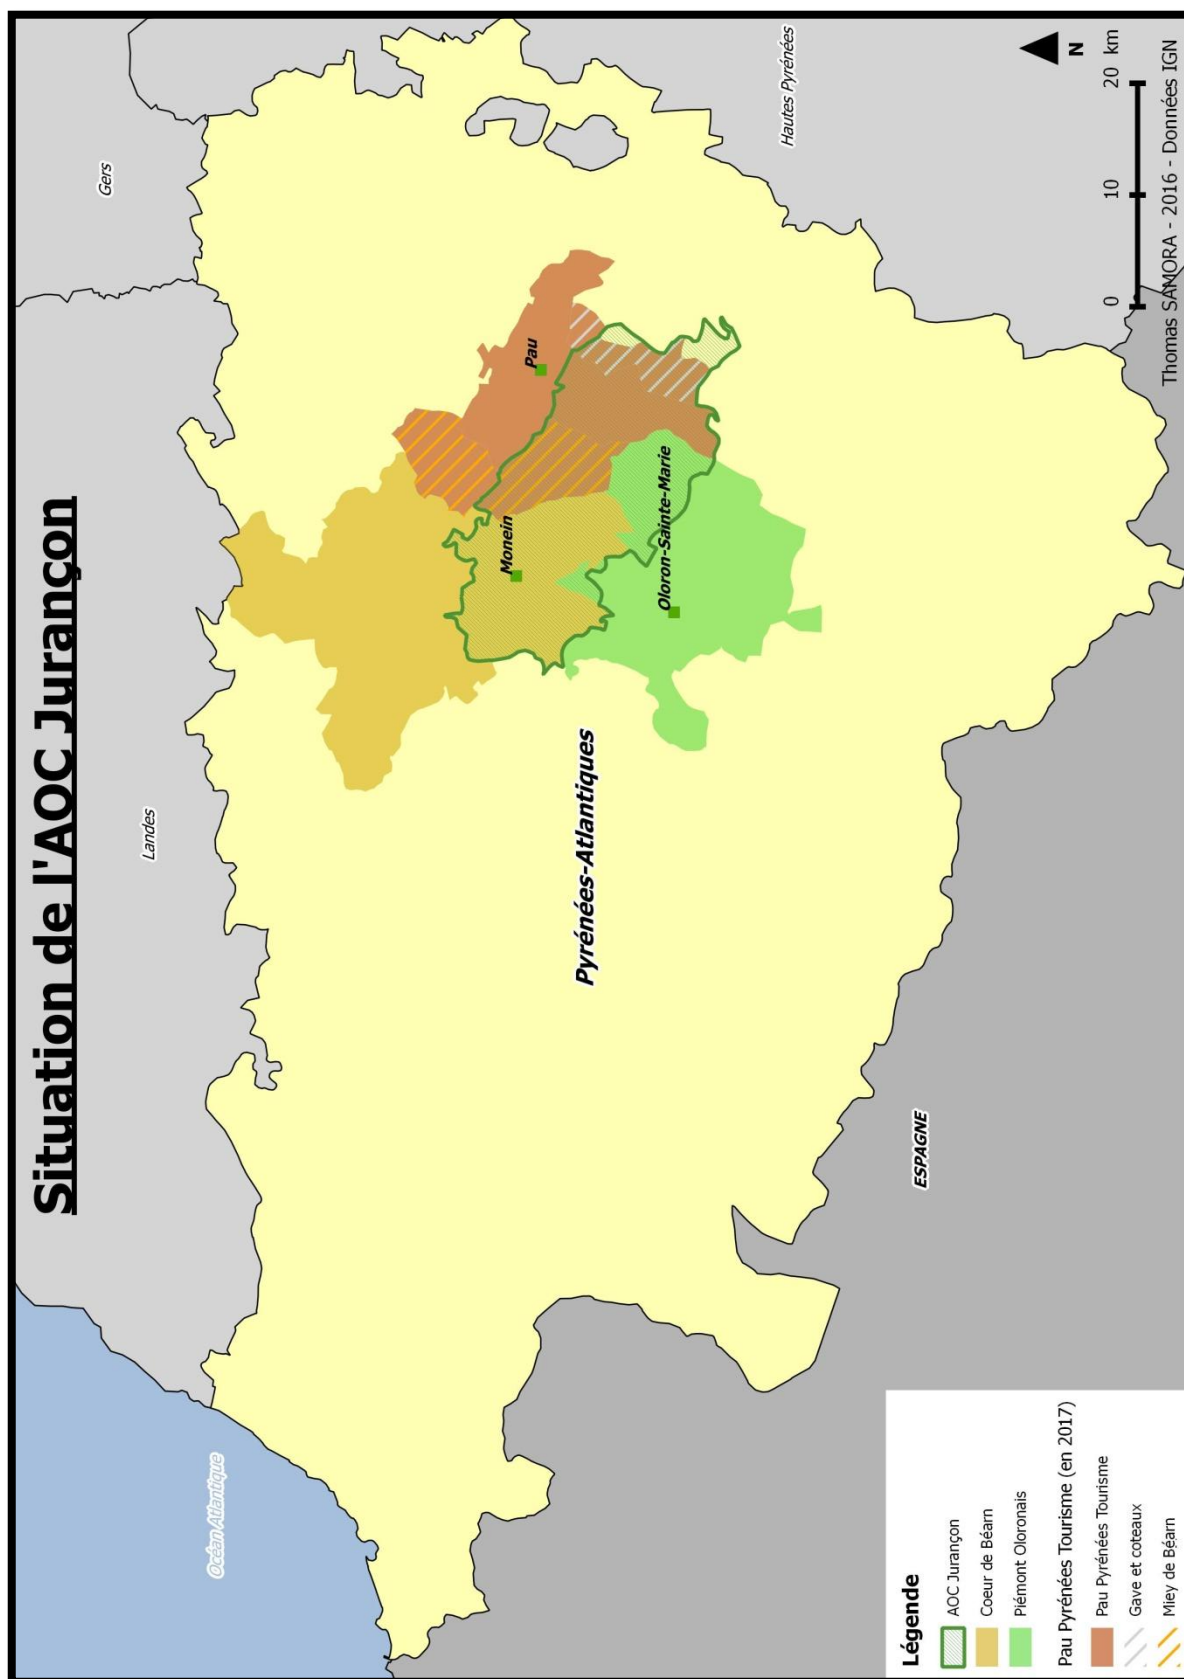 Situation de l'AOC Jurançon
Gers
Landes
Océan Atlantique
Hautes Pyrénées
Pau
Monein
Oloron-Sainte-Marie
Pyrénées-Atlantiques
ESPAGNE
Légende
AOC Jurançon
Coeur de Béarn
Piémont Oloronais
Pau Pyrénées Tourisme (en 2017)
Pau Pyrénées Tourisme
Gave et coteaux
Miey de Béarn
N
0 10 20 km
Thomas SAMORA - 2016 - Données IGN